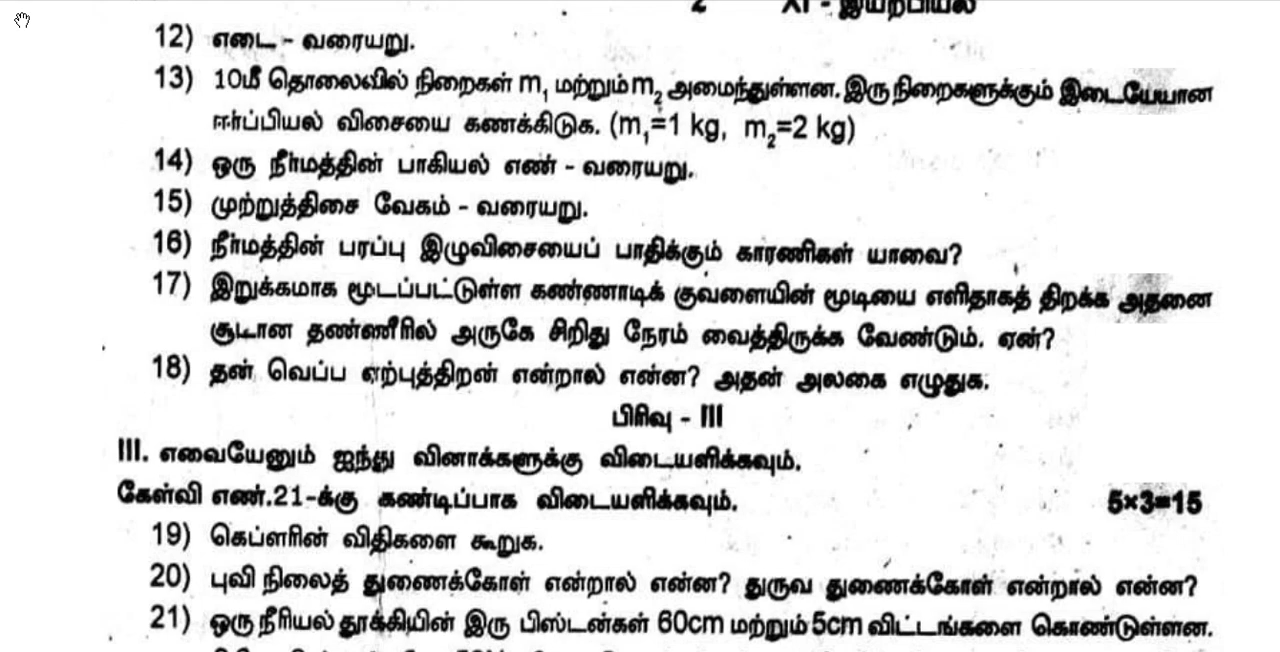 2 XI - இயற்பியல்
12) எடை - வரையறு.
13) 10மீ தொலைவில் நிறைகள் m₁ மற்றும் m₂ அமைந்துள்ளன. இரு நிறைகளுக்கும் இடையேயான
ஈர்ப்பியல் விசையை கணக்கிடுக. (m₁=1 kg, m₂=2 kg)
14) ஒரு நீர்மத்தின் பாகியல் எண் - வரையறு.
15) முற்றுத்திசை வேகம் - வரையறு.
16) நீர்மத்தின் பரப்பு இழுவிசையைப் பாதிக்கும் காரணிகள் யாவை?
17) இறுக்கமாக மூடப்பட்டுள்ள கண்ணாடிக் குவளையின் மூடியை எளிதாகத் திறக்க அதனை
சூடான தண்ணீரில் அருகே சிறிது நேரம் வைத்திருக்க வேண்டும். ஏன்?
18) தன் வெப்ப ஏற்புத்திறன் என்றால் என்ன? அதன் அலகை எழுதுக.
பிரிவு - III
III. எவையேனும் ஐந்து வினாக்களுக்கு விடையளிக்கவும்.
கேள்வி எண்.21-க்கு கண்டிப்பாக விடையளிக்கவும். 5×3=15
19) கெப்ளரின் விதிகளை கூறுக.
20) புவி நிலைத் துணைக்கோள் என்றால் என்ன? துருவ துணைக்கோள் என்றால் என்ன?
21) ஒரு நீரியல் தூக்கியின் இரு பிஸ்டன்கள் 60cm மற்றும் 5cm விட்டங்களை கொண்டுள்ளன.